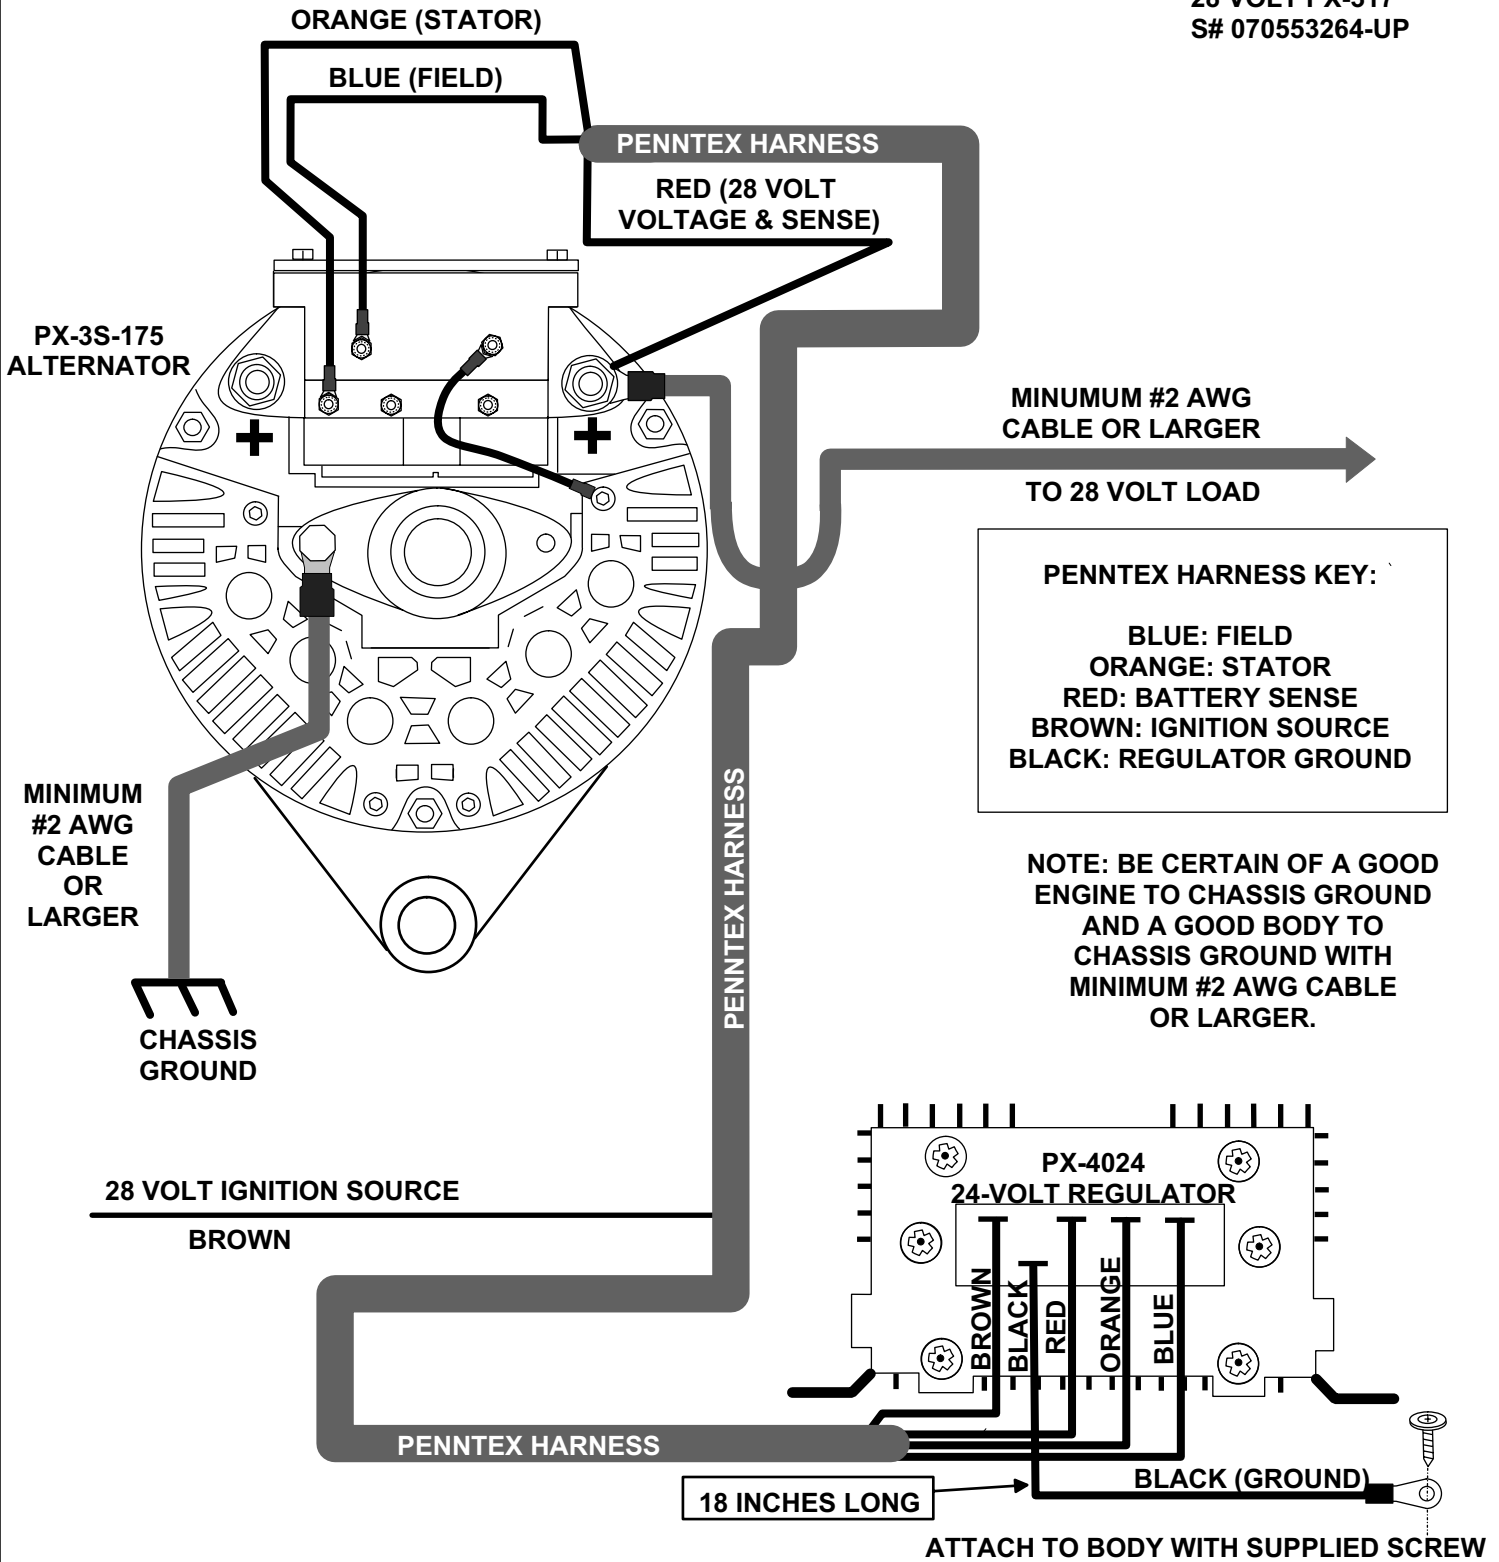 28 VOLT PX-517
S# 070553264-UP
ORANGE (STATOR)
BLUE (FIELD)
PENNTEX HARNESS
RED (28 VOLT
VOLTAGE & SENSE)
PX-3S-175
ALTERNATOR
MINUMUM #2 AWG
CABLE OR LARGER
TO 28 VOLT LOAD
PENNTEX HARNESS KEY:
BLUE: FIELD
ORANGE: STATOR
RED: BATTERY SENSE
BROWN: IGNITION SOURCE
BLACK: REGULATOR GROUND
MINIMUM
#2 AWG
CABLE
OR
LARGER
CHASSIS
GROUND
PENNTEX HARNESS
NOTE: BE CERTAIN OF A GOOD
ENGINE TO CHASSIS GROUND
AND A GOOD BODY TO
CHASSIS GROUND WITH
MINIMUM #2 AWG CABLE
OR LARGER.
28 VOLT IGNITION SOURCE
BROWN
PX-4024
24-VOLT REGULATOR
BROWN
BLACK
RED
ORANGE
BLUE
PENNTEX HARNESS
18 INCHES LONG
BLACK (GROUND)
ATTACH TO BODY WITH SUPPLIED SCREW